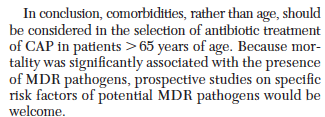 In conclusion, comorbidities, rather than age, should
be considered in the selection of antibiotic treatment
of CAP in patients > 65 years of age. Because mor-
tality was significantly associated with the presence
of MDR pathogens, prospective studies on specific
risk factors of potential MDR pathogens would be
welcome.